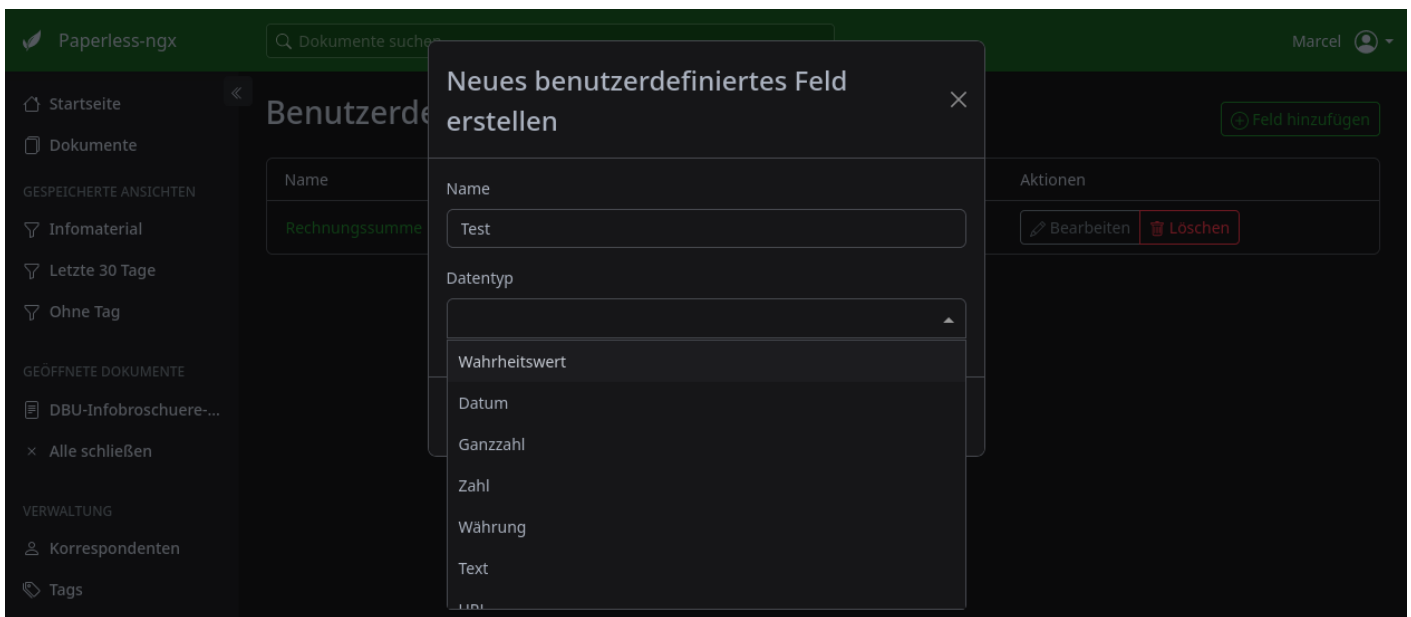 Paperless-ngx
Dokumente suchen
Marcel
Startseite
Dokumente
GESPEICHERTE ANSICHTEN
Infomaterial
Letzte 30 Tage
Ohne Tag
GEÖFFNETE DOKUMENTE
DBU-Infobroschuere-...
Alle schließen
VERWALTUNG
Korrespondenten
Tags
Benutzerde
Feld hinzufügen
Name
Aktionen
Rechnungssumme
Bearbeiten
Löschen
Neues benutzerdefiniertes Feld
erstellen
Name
Test
Datentyp
Wahrheitswert
Datum
Ganzzahl
Zahl
Währung
Text